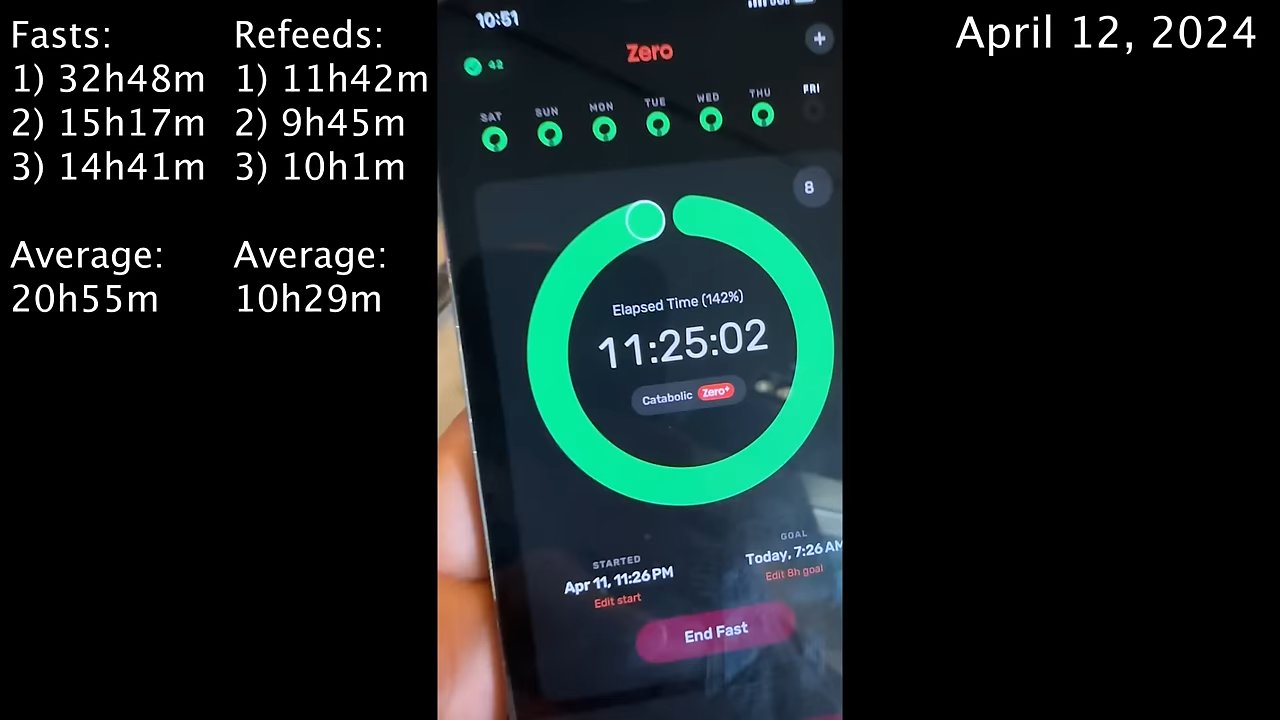 Fasts:
1) 32h48m
2) 15h17m
3) 14h41m
Average:
20h55m
Refeeds:
1) 11h42m
2) 9h45m
3) 10h1m
Average:
10h29m
April 12, 2024
10:51
Zero
+
42
SAT SUN MON TUE WED THU FRI
8
Elapsed Time (142%)
11:25:02
Catabolic Zero+
STARTED
Apr 11, 11:26 PM
Edit start
GOAL
Today, 7:26 AM
Edit 8h goal
End Fast